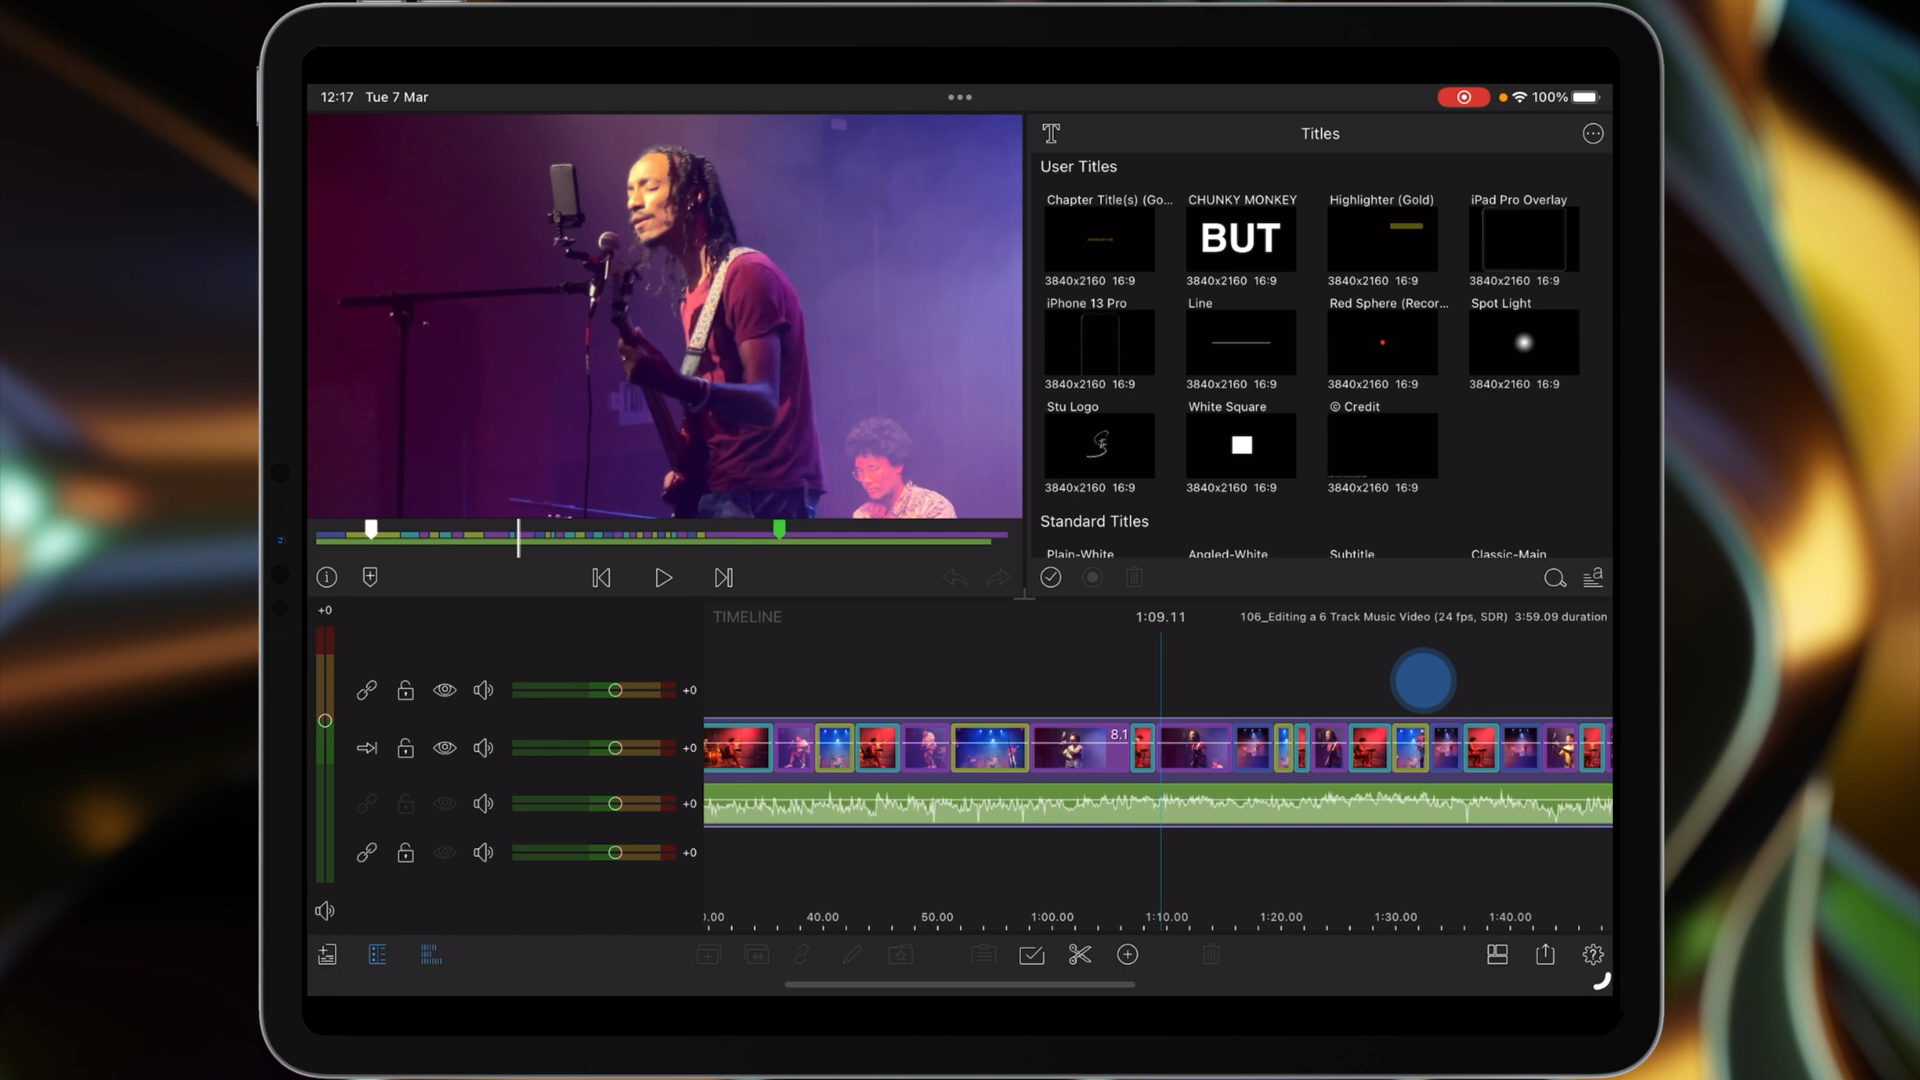 12:17 Tue 7 Mar
100%
Titles
User Titles
Chapter Title(s) (Go... CHUNKY MONKEY Highlighter (Gold) iPad Pro Overlay
BUT
3840x2160 16:9 3840x2160 16:9 3840x2160 16:9 3840x2160 16:9
iPhone 13 Pro Line Red Sphere (Recor... Spot Light
3840x2160 16:9 3840x2160 16:9 3840x2160 16:9 3840x2160 16:9
Stu Logo White Square © Credit
3840x2160 16:9 3840x2160 16:9 3840x2160 16:9
Standard Titles
Plain-White Angled-White Subtitle Classic-Main
+0
TIMELINE 1:09.11 106_Editing a 6 Track Music Video (24 fps, SDR) 3:59.09 duration
+0
+0
8.1
+0
+0
40.00 50.00 1:00.00 1:10.00 1:20.00 1:30.00 1:40.00